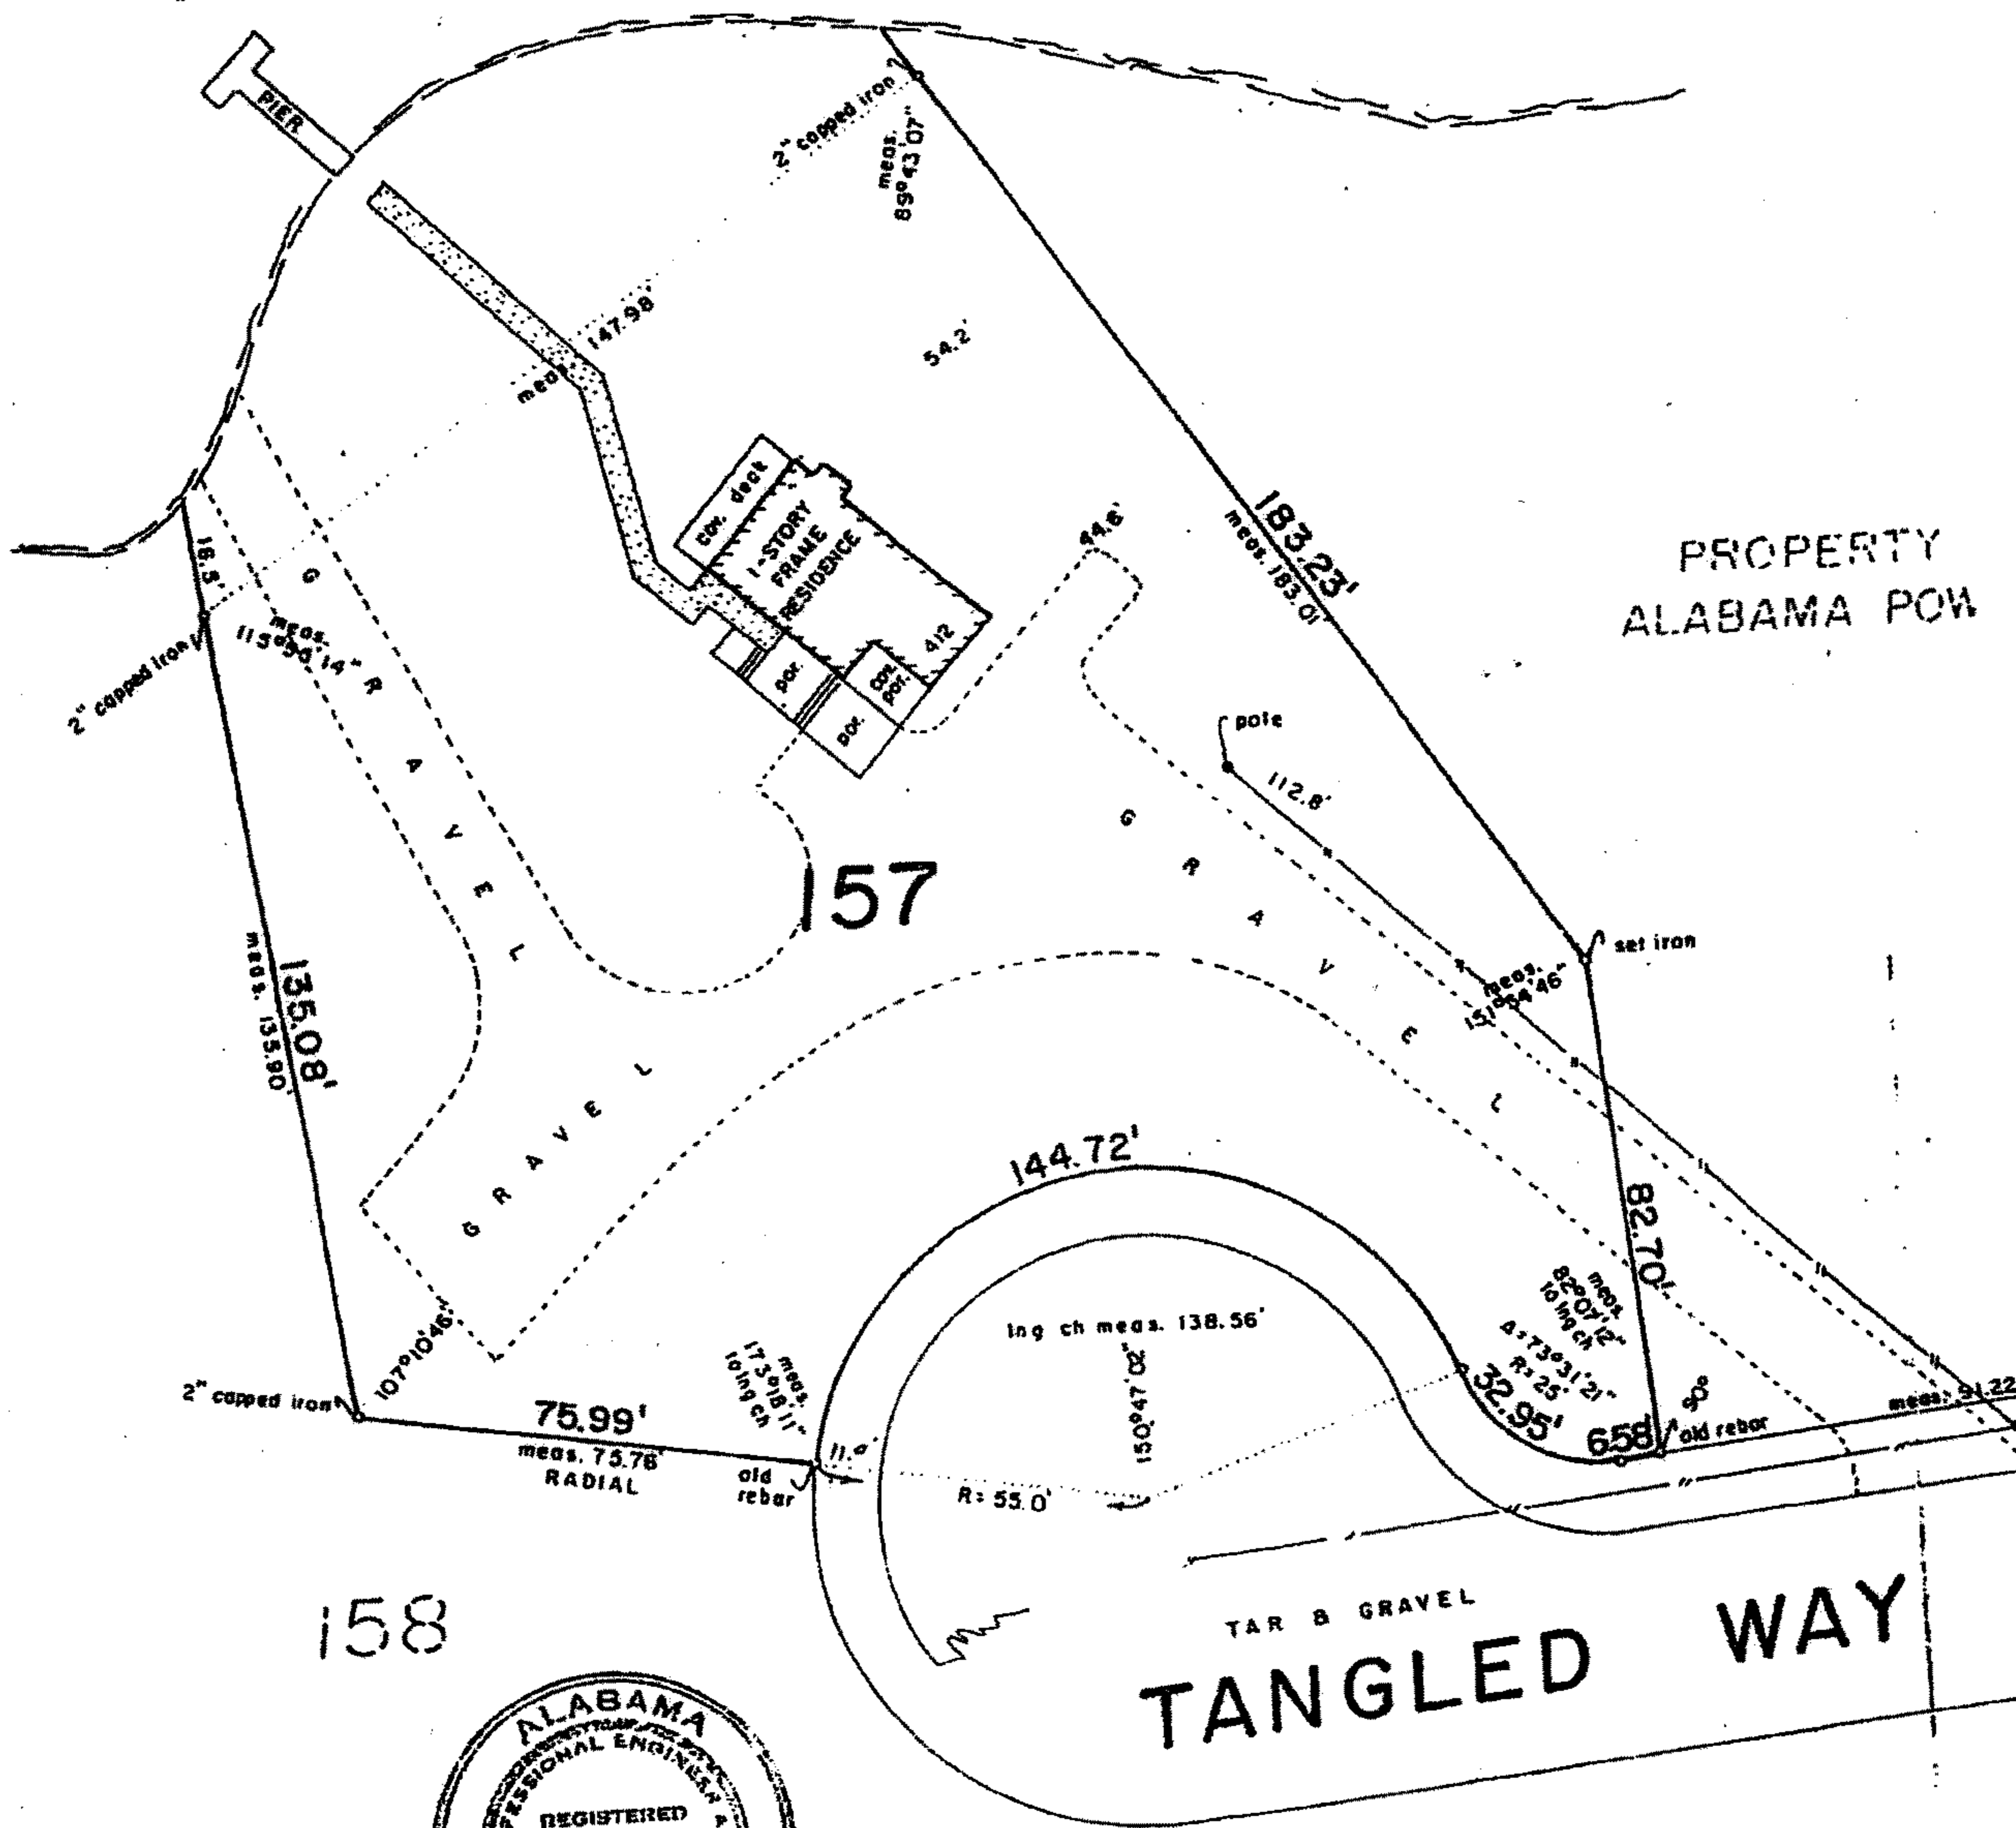 PIER
2" capped iron
meas.
89°43'07"
meas. 147.98'
54.2'
cov. deck
1-STORY
FRAME
RESIDENCE
412
44.6'
183.23'
meas. 183.01'
PROPERTY
ALABAMA POW
18.5'
2" capped iron
meas.
GRAVEL
por.
cov.
por.
por.
pole
112.8'
GRAVEL
157
set iron
meas.
151°54'46"
135.08'
meas. 135.90'
GRAVEL
144.72'
82.70'
107°10'46"
2" capped iron
75.99'
meas. 75.76'
RADIAL
meas.
173°18'11"
to lng ch
old
rebar
11.0'
lng ch meas. 138.56'
150°47'02"
R= 55.0'
meas.
82°07'12"
to lng ch
Δ=73°31'21"
R= 25'
32.95'
6.58'
90°
old rebar
meas. 91.22
158
TAR & GRAVEL
TANGLED WAY
ALABAMA
REGISTERED